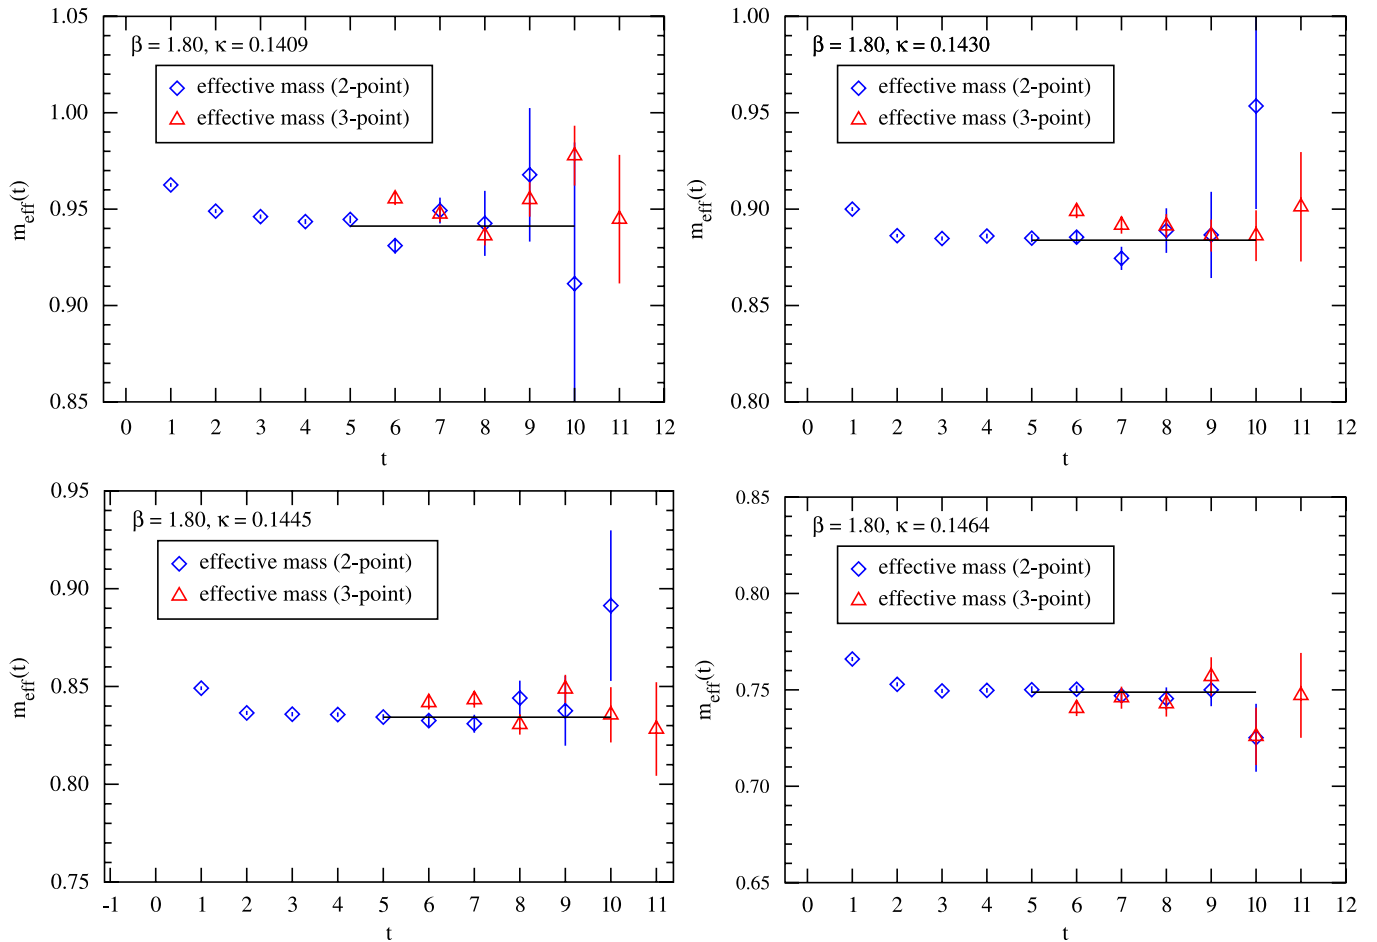 β = 1.80, κ = 0.1409
effective mass (2-point)
effective mass (3-point)
m_eff(t)
1.05
1.00
0.95
0.90
0.85
0 1 2 3 4 5 6 7 8 9 10 11 12
t
β = 1.80, κ = 0.1430
effective mass (2-point)
effective mass (3-point)
m_eff(t)
1.00
0.95
0.90
0.85
0.80
0 1 2 3 4 5 6 7 8 9 10 11 12
t
β = 1.80, κ = 0.1445
effective mass (2-point)
effective mass (3-point)
m_eff(t)
0.95
0.90
0.85
0.80
0.75
-1 0 1 2 3 4 5 6 7 8 9 10 11
t
β = 1.80, κ = 0.1464
effective mass (2-point)
effective mass (3-point)
m_eff(t)
0.85
0.80
0.75
0.70
0.65
0 1 2 3 4 5 6 7 8 9 10 11 12
t